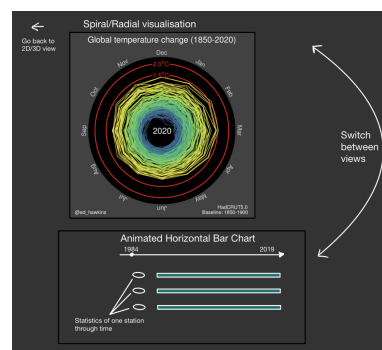 Spiral/Radial visualisation
Go back to
2D/3D view
Global temperature change (1850-2020)
Dec
Nov
Jan
2.0°C
1.5°C
Oct
Feb
Sep
2020
Mar
Aug
Apr
Jul
May
Jun
@ed_hawkins
HadCRUT5.0
Baseline: 1850-1900
Switch
between
views
Animated Horizontal Bar Chart
1984
2019
Statistics of one station
through time